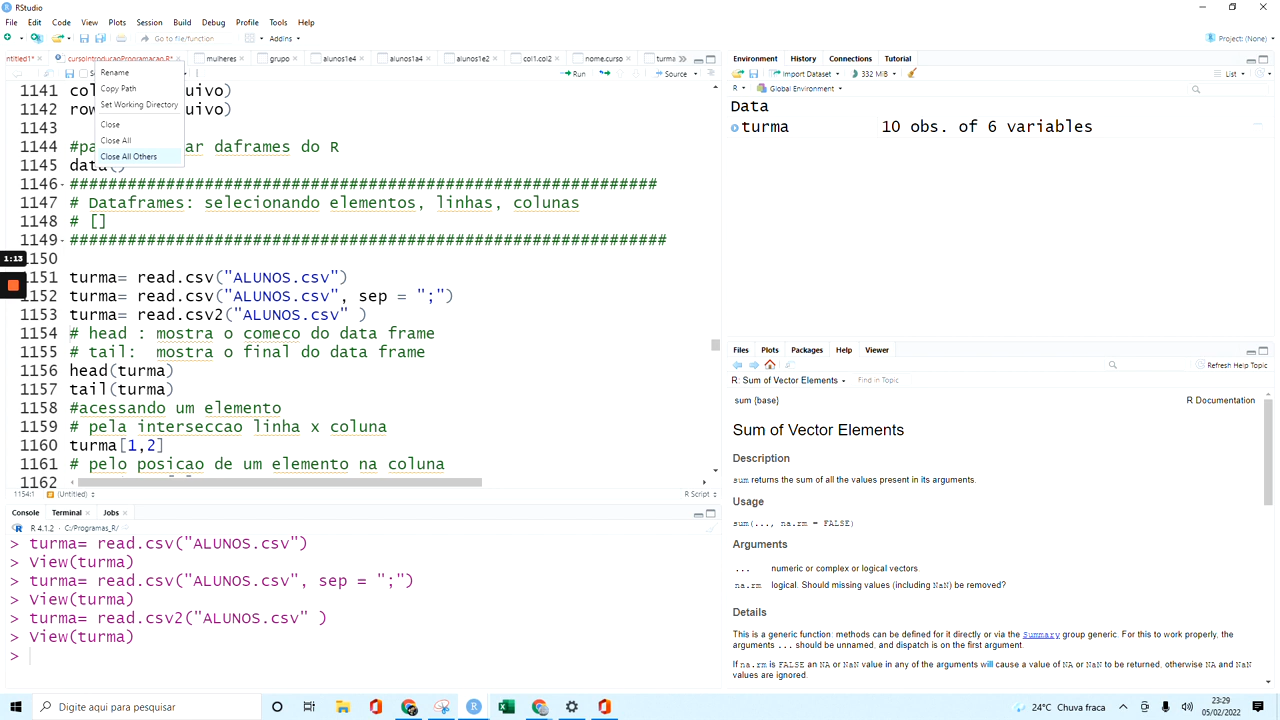 RStudio
File Edit Code View Plots Session Build Debug Profile Tools Help
Go to file/function Addins Project: (None)
ntitled1* cursoIntroducaoProgramacao.R* mulheres grupo alunos1e4 alunos1a4 alunos1e2 col1.col2 nome.curso turma
Run Source
Rename
Copy Path
Set Working Directory
Close
Close All
Close All Others
1141 col uivo)
1142 row uivo)
1143
1144 #pa ar daframes do R
1145 data()
1146 #############################################################
1147 # Dataframes: selecionando elementos, linhas, colunas
1148 # []
1149 ##############################################################
1150
1:13
1151 turma= read.csv("ALUNOS.csv")
1152 turma= read.csv("ALUNOS.csv", sep = ";")
1153 turma= read.csv2("ALUNOS.csv" )
1154 # head : mostra o comeco do data frame
1155 # tail: mostra o final do data frame
1156 head(turma)
1157 tail(turma)
1158 #acessando um elemento
1159 # pela interseccao linha x coluna
1160 turma[1,2]
1161 # pelo posicao de um elemento na coluna
1162
1154:1 (Untitled) R Script
Console Terminal Jobs
R 4.1.2 · C:/Programas_R/
> turma= read.csv("ALUNOS.csv")
> View(turma)
> turma= read.csv("ALUNOS.csv", sep = ";")
> View(turma)
> turma= read.csv2("ALUNOS.csv" )
> View(turma)
>
Environment History Connections Tutorial
Import Dataset 332 MiB List
R Global Environment
Data
turma 10 obs. of 6 variables
Files Plots Packages Help Viewer
Refresh Help Topic
R: Sum of Vector Elements Find in Topic
sum {base} R Documentation
Sum of Vector Elements
Description
sum returns the sum of all the values present in its arguments.
Usage
sum(..., na.rm = FALSE)
Arguments
... numeric or complex or logical vectors.
na.rm logical. Should missing values (including NaN) be removed?
Details
This is a generic function: methods can be defined for it directly or via the Summary group generic. For this to work properly, the
arguments ... should be unnamed, and dispatch is on the first argument.
If na.rm is FALSE an NA or NaN value in any of the arguments will cause a value of NA or NaN to be returned, otherwise NA and NaN
values are ignored.
Digite aqui para pesquisar
24°C Chuva fraca
23:29
05/02/2022